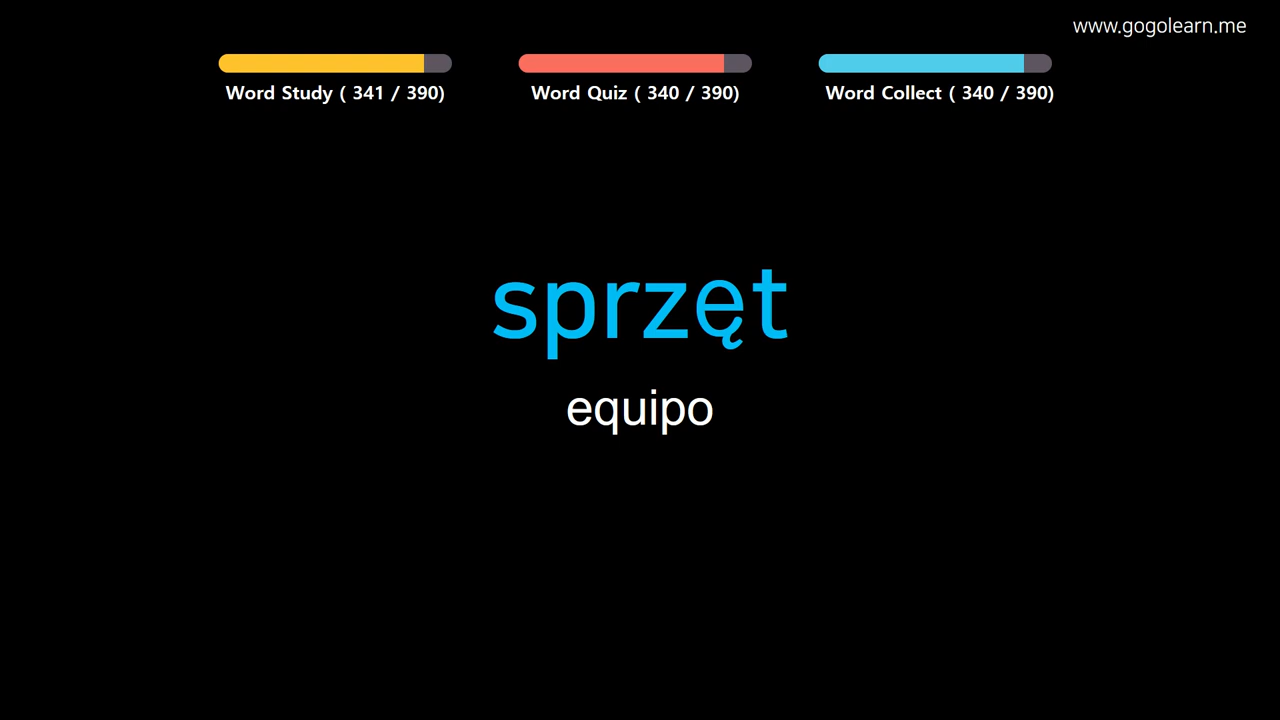 www.gogolearn.me
Word Study ( 341 / 390)
Word Quiz ( 340 / 390)
Word Collect ( 340 / 390)
sprzęt
equipo